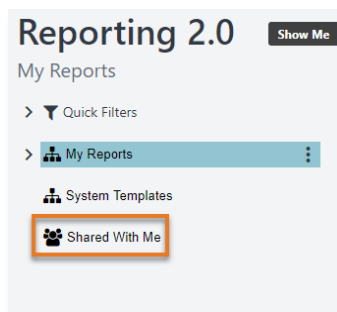 Reporting 2.0 Show Me
My Reports
Quick Filters
My Reports
System Templates
Shared With Me